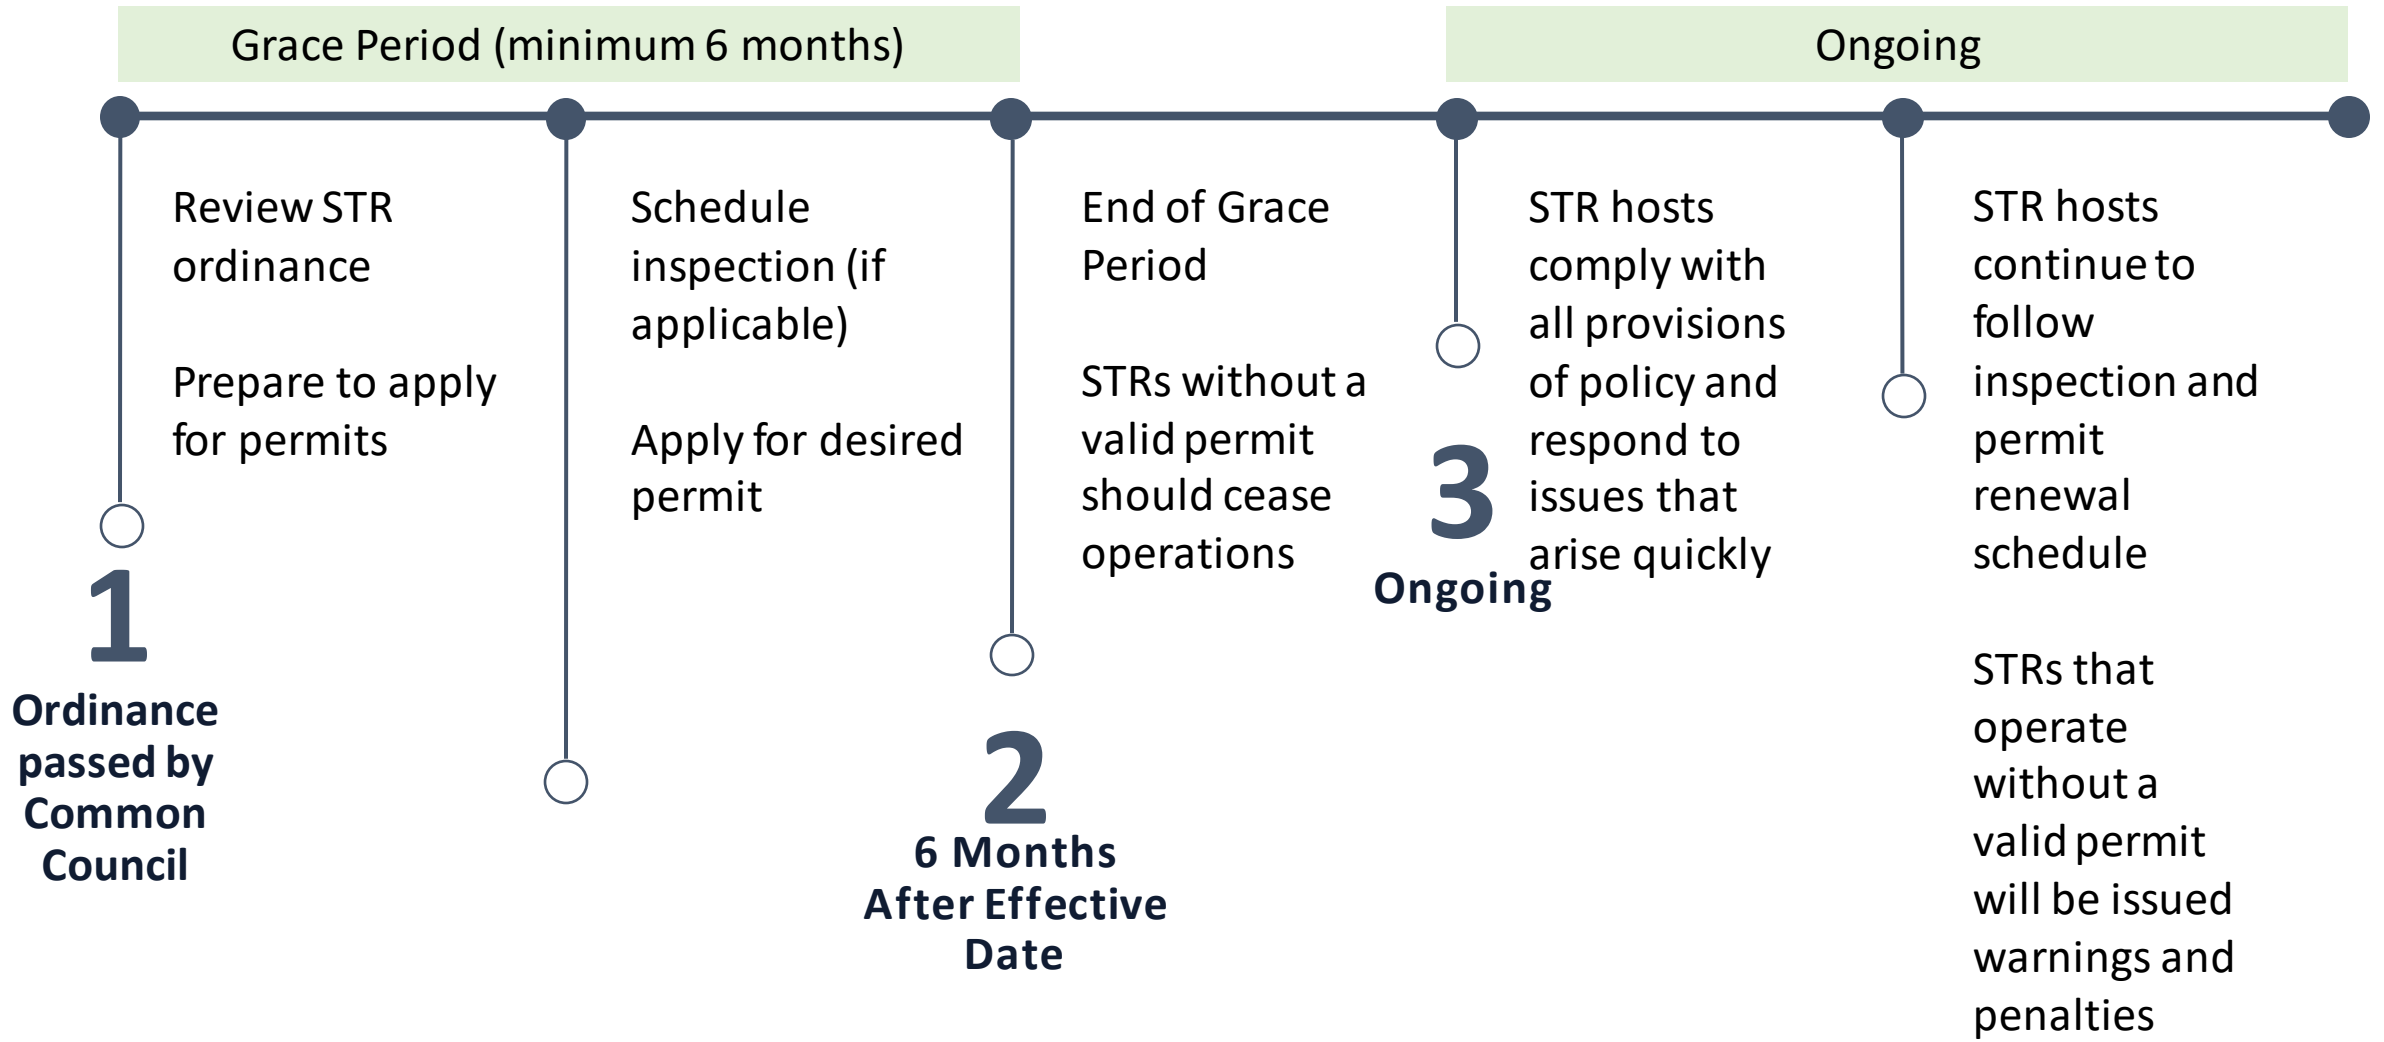 Grace Period (minimum 6 months)
Ongoing
Review STR
ordinance
Prepare to apply
for permits
1
Ordinance
passed by
Common
Council
Schedule
inspection (if
applicable)
Apply for desired
permit
End of Grace
Period
STRs without a
valid permit
should cease
operations
2
6 Months
After Effective
Date
3
Ongoing
STR hosts
comply with
all provisions
of policy and
respond to
issues that
arise quickly
STR hosts
continue to
follow
inspection and
permit
renewal
schedule
STRs that
operate
without a
valid permit
will be issued
warnings and
penalties